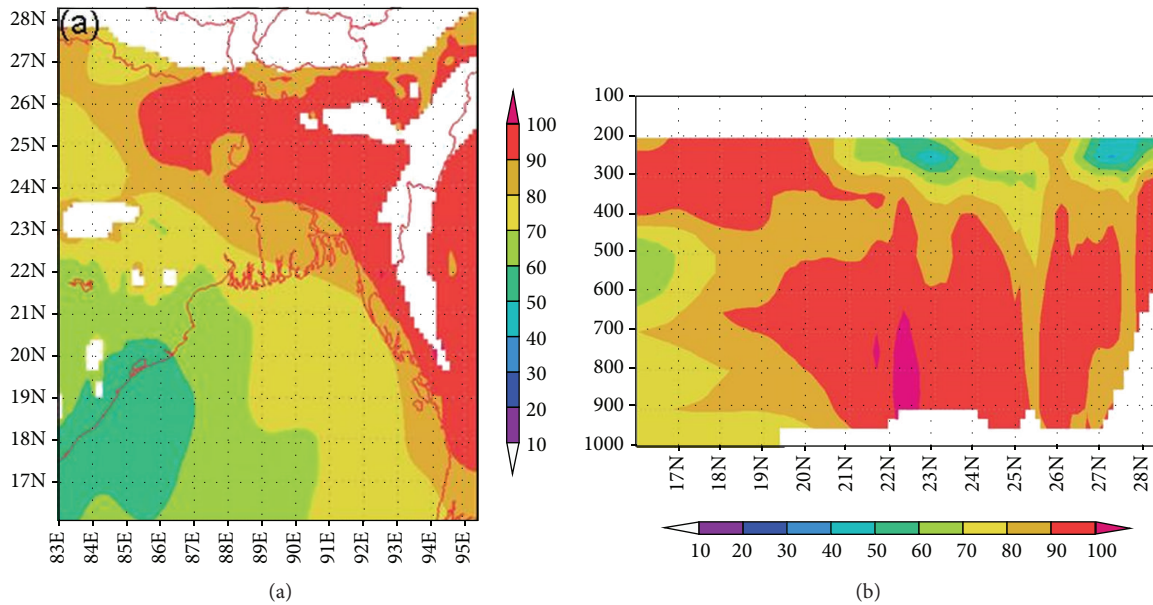 (a)
28N
27N
26N
25N
24N
23N
22N
21N
20N
19N
18N
17N
83E
84E
85E
86E
87E
88E
89E
90E
91E
92E
93E
94E
95E
100
90
80
70
60
50
40
30
20
10
(a)
100
200
300
400
500
600
700
800
900
1000
17N
18N
19N
20N
21N
22N
23N
25N
26N
27N
28N
10 20 30 40 50 60 70 80 90 100
(b)